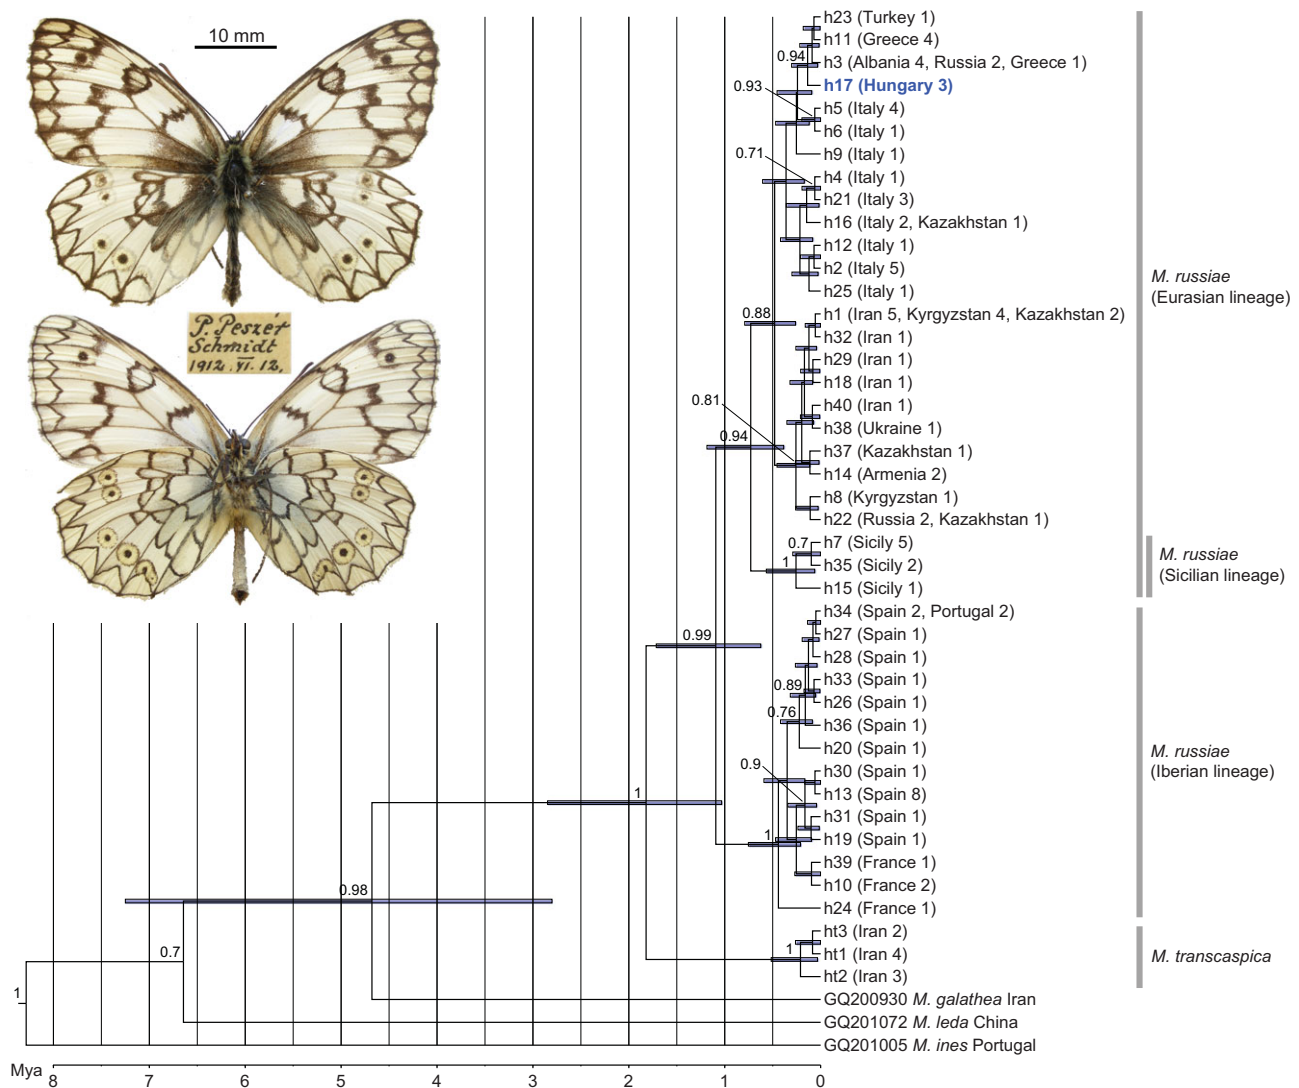 10 mm
P. Peszér
Schmidt
1912.VI.12.
h23 (Turkey 1)
h11 (Greece 4)
h3 (Albania 4, Russia 2, Greece 1)
h17 (Hungary 3)
h5 (Italy 4)
h6 (Italy 1)
h9 (Italy 1)
h4 (Italy 1)
h21 (Italy 3)
h16 (Italy 2, Kazakhstan 1)
h12 (Italy 1)
h2 (Italy 5)
h25 (Italy 1)
h1 (Iran 5, Kyrgyzstan 4, Kazakhstan 2)
h32 (Iran 1)
h29 (Iran 1)
h18 (Iran 1)
h40 (Iran 1)
h38 (Ukraine 1)
h37 (Kazakhstan 1)
h14 (Armenia 2)
h8 (Kyrgyzstan 1)
h22 (Russia 2, Kazakhstan 1)
h7 (Sicily 5)
h35 (Sicily 2)
h15 (Sicily 1)
h34 (Spain 2, Portugal 2)
h27 (Spain 1)
h28 (Spain 1)
h33 (Spain 1)
h26 (Spain 1)
h36 (Spain 1)
h20 (Spain 1)
h30 (Spain 1)
h13 (Spain 8)
h31 (Spain 1)
h19 (Spain 1)
h39 (France 1)
h10 (France 2)
h24 (France 1)
ht3 (Iran 2)
ht1 (Iran 4)
ht2 (Iran 3)
GQ200930 M. galathea Iran
GQ201072 M. leda China
GQ201005 M. ines Portugal
M. russiae
(Eurasian lineage)
M. russiae
(Sicilian lineage)
M. russiae
(Iberian lineage)
M. transcaspica
0.94
0.93
0.71
0.88
0.81
0.94
0.7
1
0.99
0.89
0.76
0.9
1
1
0.98
1
0.7
1
Mya 8 7 6 5 4 3 2 1 0